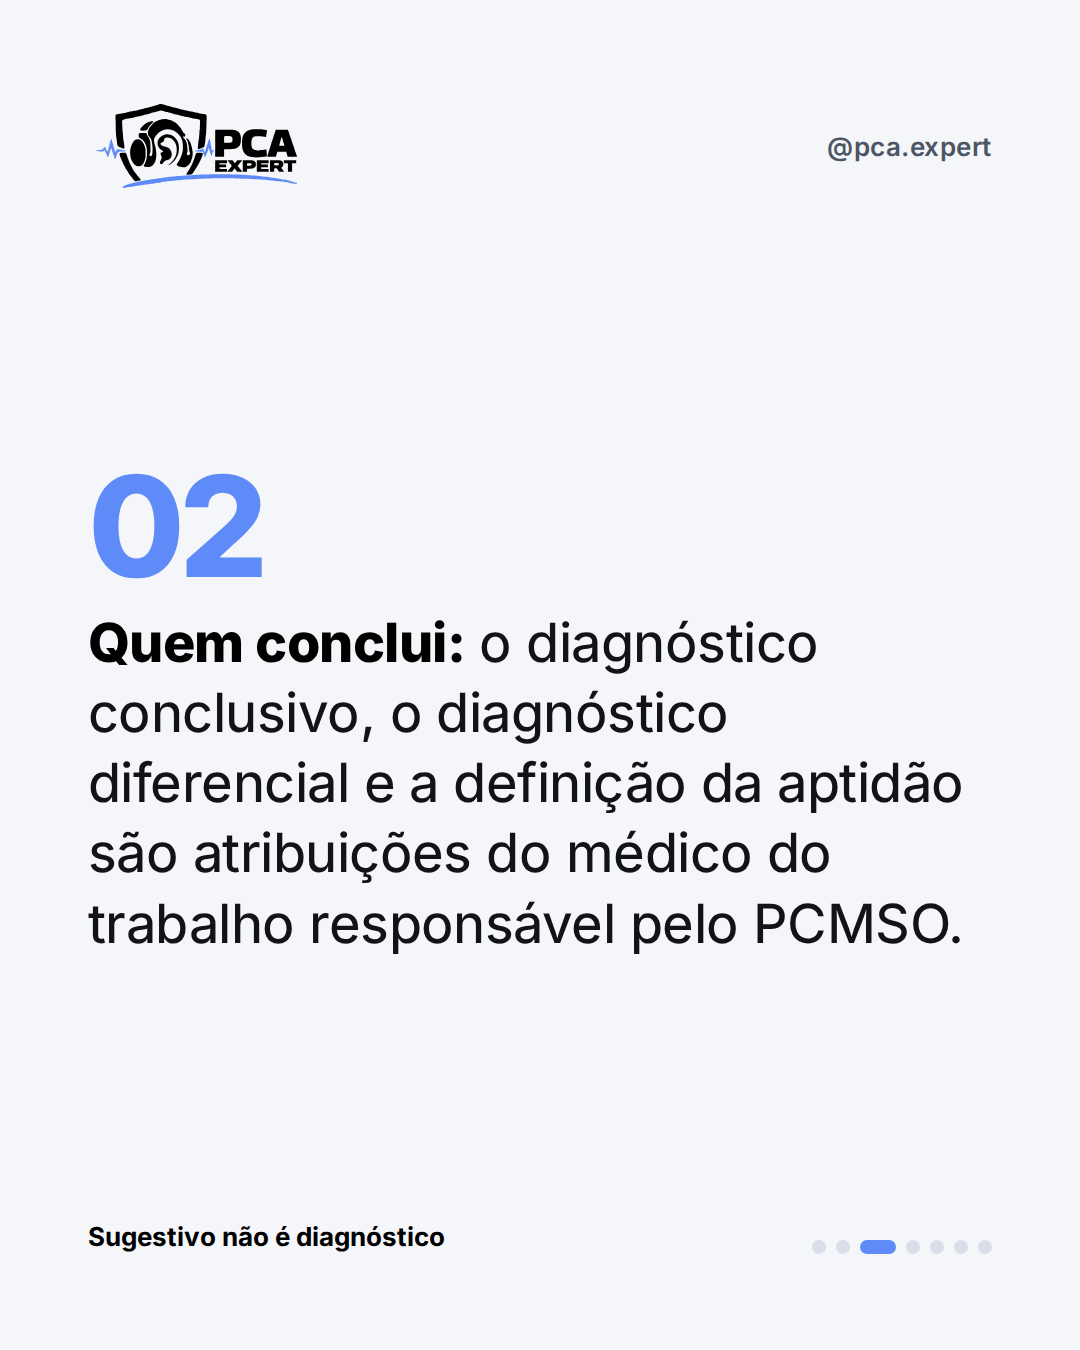 PCA
EXPERT
@pca.expert
02
Quem conclui: o diagnóstico
conclusivo, o diagnóstico
diferencial e a definição da aptidão
são atribuições do médico do
trabalho responsável pelo PCMSO.
Sugestivo não é diagnóstico